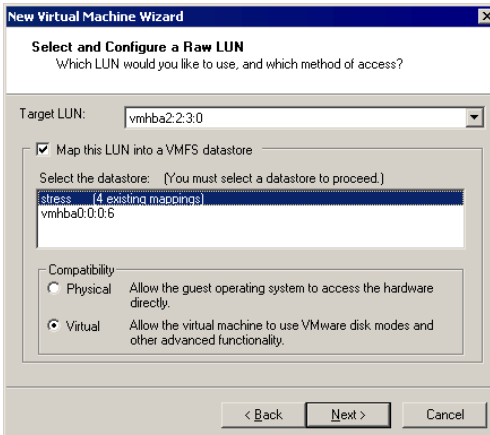 New Virtual Machine Wizard
Select and Configure a Raw LUN
Which LUN would you like to use, and which method of access?
Target LUN:
vmhba2:2:3:0
Map this LUN into a VMFS datastore
Select the datastore: (You must select a datastore to proceed.)
stress (4 existing mappings)
vmhba0:0:0:6
Compatibility
Physical Allow the guest operating system to access the hardware
directly.
Virtual Allow the virtual machine to use VMware disk modes and
other advanced functionality.
< Back Next > Cancel